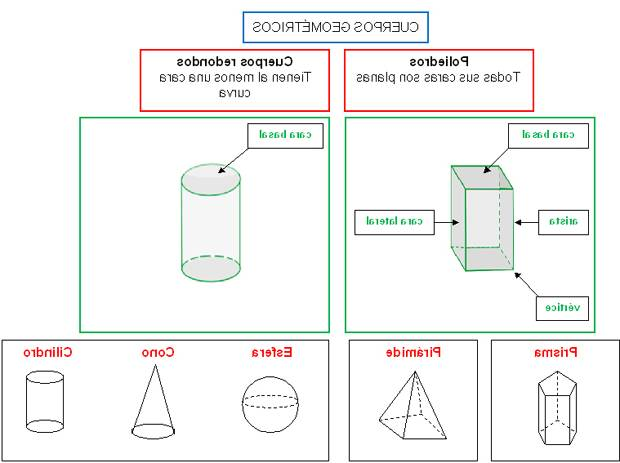 CUERPOS GEOMÉTRICOS
Poliedros
Todas sus caras son planas
Cuerpos redondos
Tienen al menos una cara
curva
cara basal
arista
cara lateral
vértice
cara basal
Prisma
Pirámide
Esfera
Cono
Cilindro